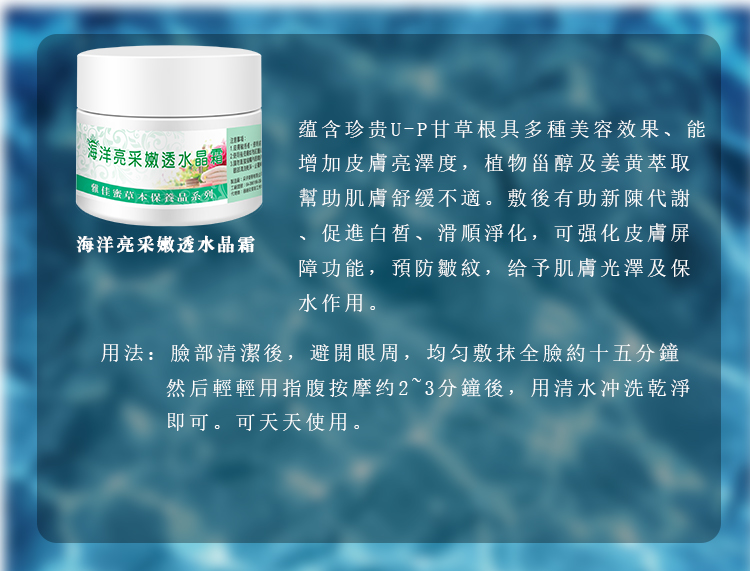 海洋亮采嫩透水晶霜
雅佳蜜草本保養品系列
海洋亮采嫩透水晶霜
蕴含珍贵U-P甘草根具多種美容效果、能
增加皮膚亮澤度，植物甾醇及姜黄萃取
幫助肌膚舒缓不適。敷後有助新陳代謝
、促進白皙、滑順淨化，可强化皮膚屏
障功能，預防皺紋，给予肌膚光澤及保
水作用。
用法：臉部清潔後，避開眼周，均匀敷抹全臉約十五分鐘
然后輕輕用指腹按摩约2~3分鐘後，用清水冲洗乾淨
即可。可天天使用。